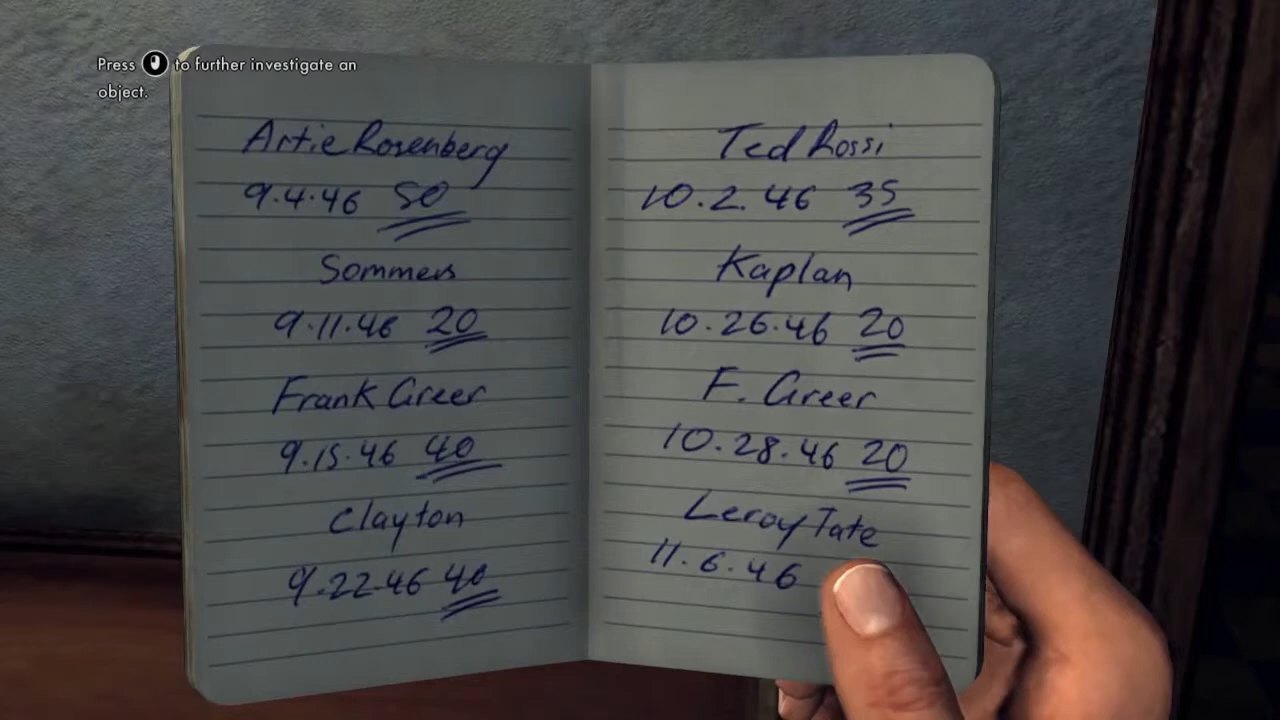 Press to further investigate an
object.
Artie Rosenberg
9.4.46 50
Sommers
9.11.46 20
Frank Greer
9.15.46 40
Clayton
9.22.46 40
Ted Rossi
10.2.46 35
Kaplan
10.26.46 20
F. Greer
10.28.46 20
Leroy Tate
11.6.46